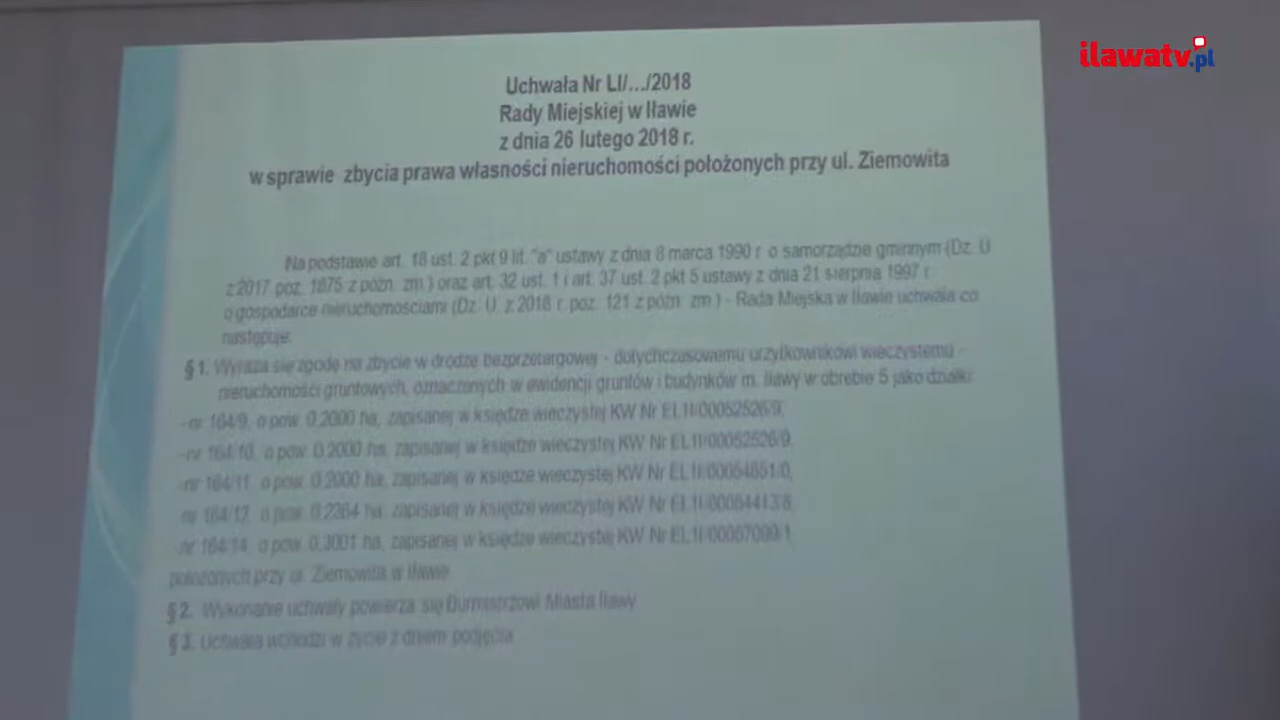 iławatv.pl
Uchwała Nr LI/.../2018
Rady Miejskiej w Iławie
z dnia 26 lutego 2018 r.
w sprawie zbycia prawa własności nieruchomości położonych przy ul. Ziemowita
Na podstawie art. 18 ust. 2 pkt 9 lit. "a" ustawy z dnia 8 marca 1990 r o samorządzie gminnym (Dz. U
z 2017 poz. 1875 z późn. zm.) oraz art. 32 ust. 1 i art. 37 ust. 2 pkt 5 ustawy z dnia 21 sierpnia 1997 r
o gospodarce nieruchomościami (Dz. U. z 2018 r. poz. 121 z późn. zm.) - Rada Miejska w Iławie uchwala co
następuje:
§ 1. Wyraża się zgodę na zbycie w drodze bezprzetargowej - dotychczasowemu użytkownikowi wieczystemu -
nieruchomości gruntowych, oznaczonych w ewidencji gruntów i budynków m. Iławy w obrębie 5 jako działki:
-nr 164/9, o pow. 0,2000 ha, zapisanej w księdze wieczystej KW Nr EL1I/00052526/9,
-nr 164/10, o pow. 0,2000 ha, zapisanej w księdze wieczystej KW Nr EL1I/00052526/9,
-nr 164/11, o pow. 0,2000 ha, zapisanej w księdze wieczystej KW Nr
nr 164/12, o pow. 0,2264 ha, zapisanej w księdze wieczystej KW Nr
-nr 164/14, o pow. 0,3001 ha, zapisanej w księdze wieczystej KW Nr
położonych przy ul. Ziemowita w Iławie
§ 2. Wykonanie uchwały powierza się Burmistrzowi Miasta Iławy
§ 3. Uchwała wchodzi w życie z dniem podjęcia